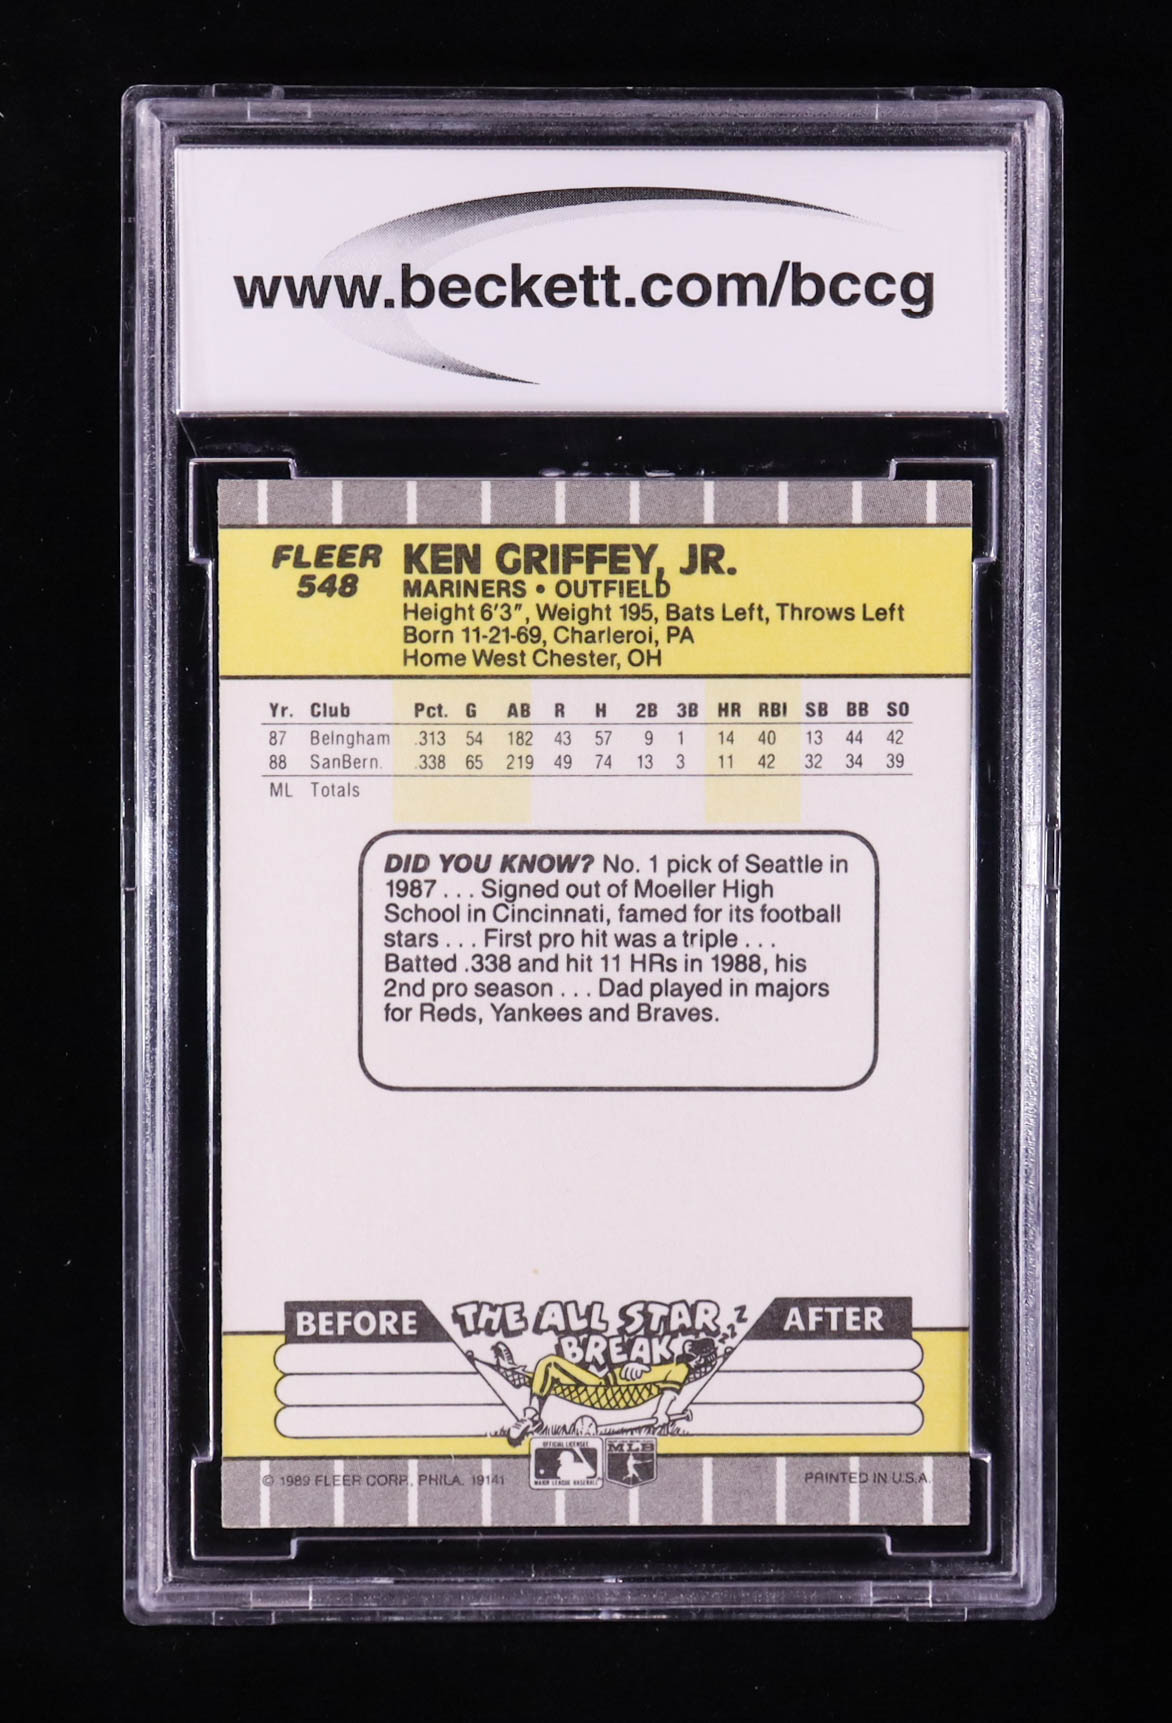 www.beckett.com/bccg
FLEER
548
KEN GRIFFEY, JR.
MARINERS • OUTFIELD
Height 6'3", Weight 195, Bats Left, Throws Left
Born 11-21-69, Charleroi, PA
Home West Chester, OH
Yr. Club Pct. G AB R H 2B 3B HR RBI SB BB SO
87 Belngham .313 54 182 43 57 9 1 14 40 13 44 42
88 SanBern. .338 65 219 49 74 13 3 11 42 32 34 39
ML Totals
DID YOU KNOW? No. 1 pick of Seattle in
1987 . . . Signed out of Moeller High
School in Cincinnati, famed for its football
stars . . . First pro hit was a triple . . .
Batted .338 and hit 11 HRs in 1988, his
2nd pro season . . . Dad played in majors
for Reds, Yankees and Braves.
BEFORE
THE ALL STAR
BREAK
ZZZ
AFTER
OFFICIAL LICENSEE
MAJOR LEAGUE BASEBALL
MLB
© 1989 FLEER CORP., PHILA. 19141
PRINTED IN U.S.A.